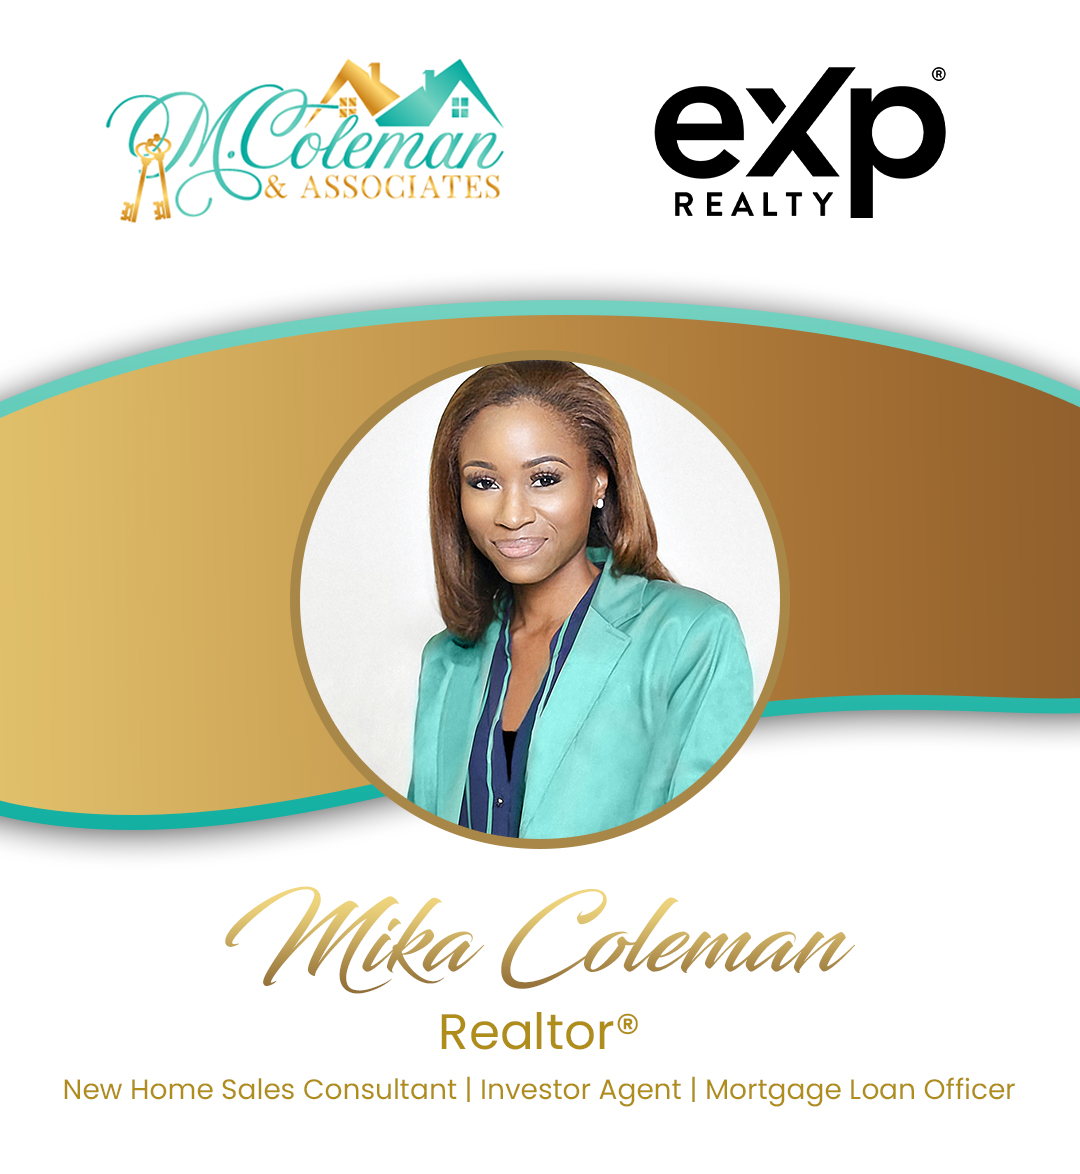 M. Coleman
& ASSOCIATES
eXp®
REALTY
Mika Coleman
Realtor®
New Home Sales Consultant | Investor Agent | Mortgage Loan Officer